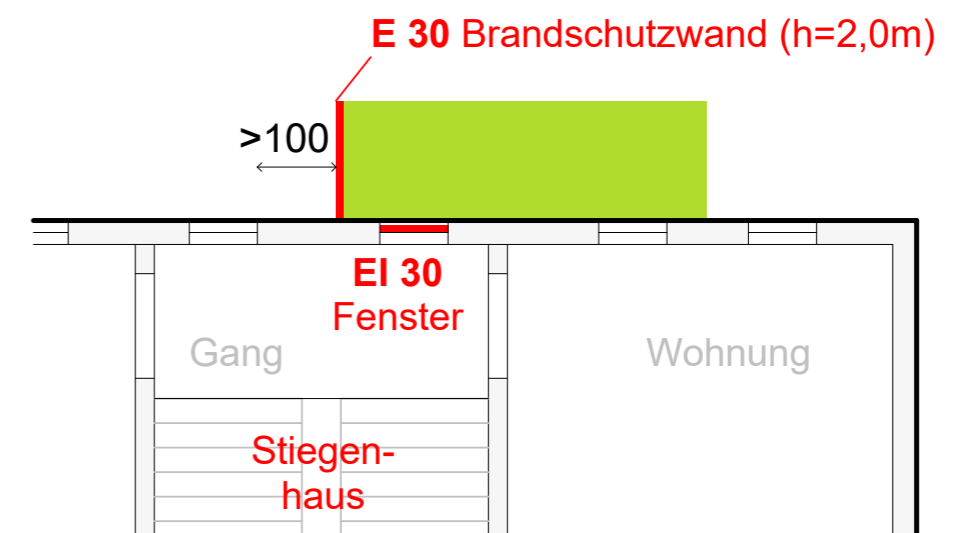 E 30 Brandschutzwand (h=2,0m)
>100
EI 30
Fenster
Gang
Wohnung
Stiegen-
haus